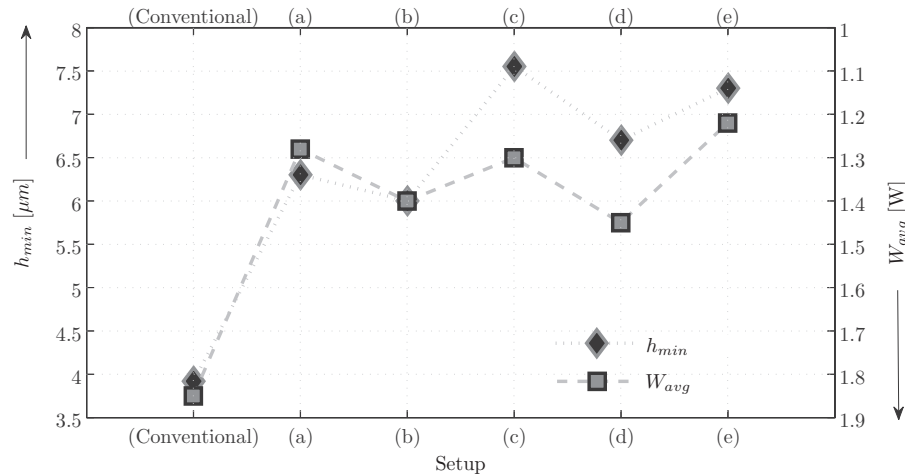 (Conventional) (a) (b) (c) (d) (e)
8
7.5
7
6.5
6
5.5
5
4.5
4
3.5
h_min [μm]
1
1.1
1.2
1.3
1.4
1.5
1.6
1.7
1.8
1.9
W_avg [W]
h_min
W_avg
(Conventional) (a) (b) (c) (d) (e)
Setup